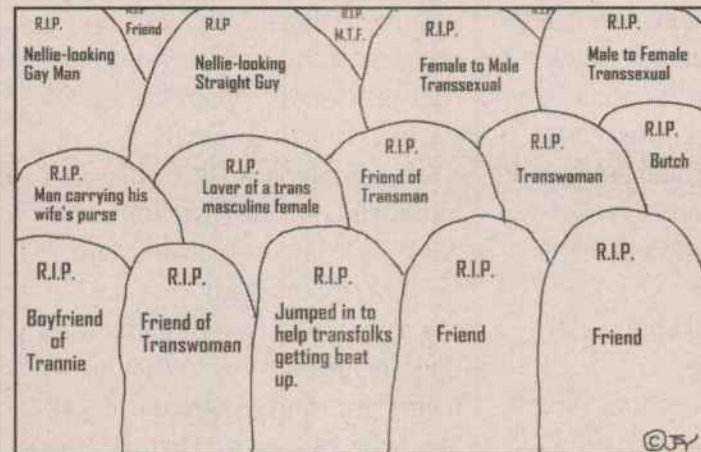 R.I.P.
Nellie-looking
Gay Man
R.I.P.
Friend
R.I.P
Nellie-looking
Straight Guy
R.I.P.
M.T.F.
R.I.P.
Female to Male
Transsexual
R.I.P.
R.I.P.
Male to Female
Transsexual
R.I.P.
Man carrying his
wife's purse
R.I.P.
Lover of a trans
masculine female
R.I.P.
Friend of
Transman
R.I.P.
Transwoman
R.I.P.
Butch
R.I.P.
Boyfriend
of
Trannie
R.I.P.
Friend of
Transwoman
R.I.P.
Jumped in to
help transfolks
getting beat
up.
R.I.P.
Friend
R.I.P.
Friend